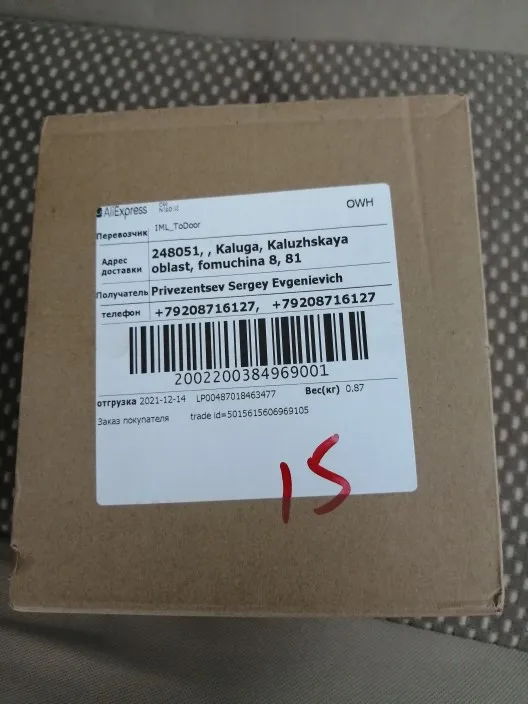 AliExpress
OWH
Перевозчик IML_ToDoor
Адрес доставки 248051, , Kaluga, Kaluzhskaya
oblast, fomuchina 8, 81
Получатель Privezentsev Sergey Evgenievich
телефон +79208716127, +79208716127
2002200384969001
отгрузка 2021-12-14 LP00487018463477 Вес(кг) 0.87
Заказ покупателя trade id=5015615606969105
15